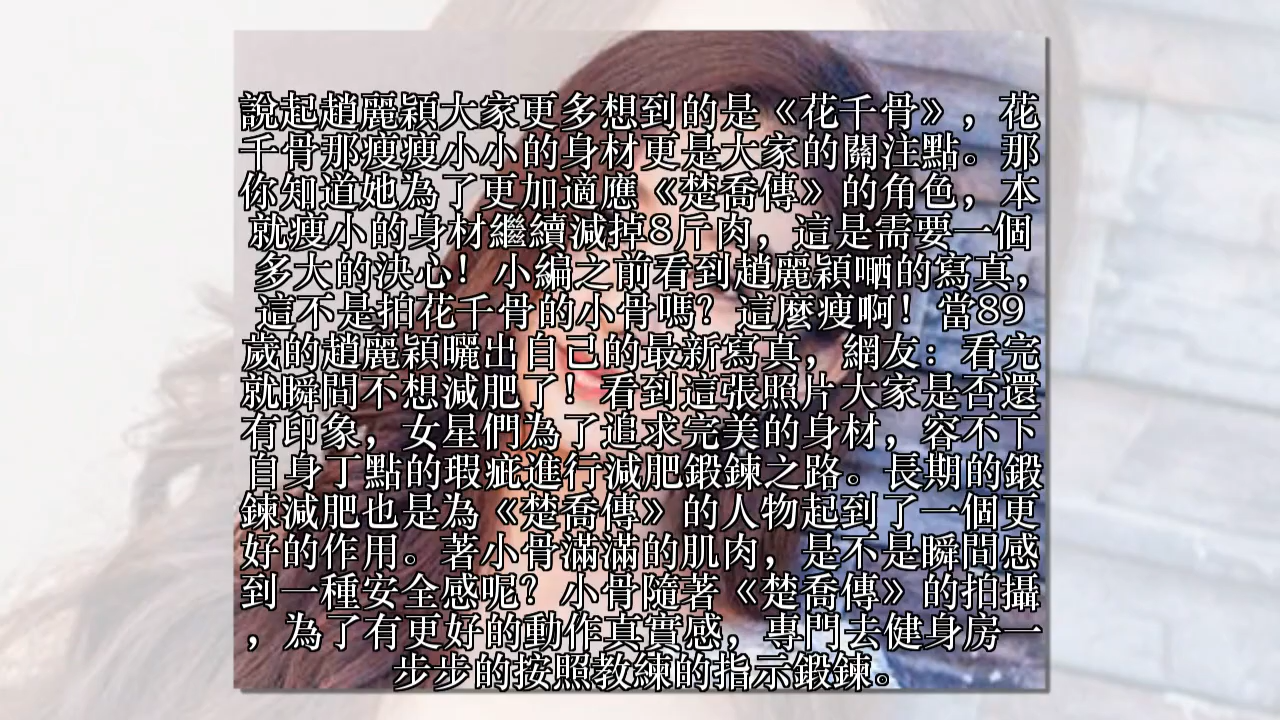 說起趙麗穎大家更多想到的是《花千骨》，花
千骨那瘦瘦小小的身材更是大家的關注點。那
你知道她為了更加適應《楚喬傳》的角色，本
就瘦小的身材繼續減掉8斤肉，這是需要一個
多大的決心！小編之前看到趙麗穎哂的寫真，
這不是拍花千骨的小骨嗎？這麼瘦啊！當89
歲的趙麗穎曬出自己的最新寫真，網友：看完
就瞬間不想減肥了！看到這張照片大家是否還
有印象，女星們為了追求完美的身材，容不下
自身丁點的瑕疵進行減肥鍛鍊之路。長期的鍛
鍊減肥也是為《楚喬傳》的人物起到了一個更
好的作用。著小骨滿滿的肌肉，是不是瞬間感
到一種安全感呢？小骨隨著《楚喬傳》的拍攝
，為了有更好的動作真實感，專門去健身房一
步步的按照教練的指示鍛鍊。